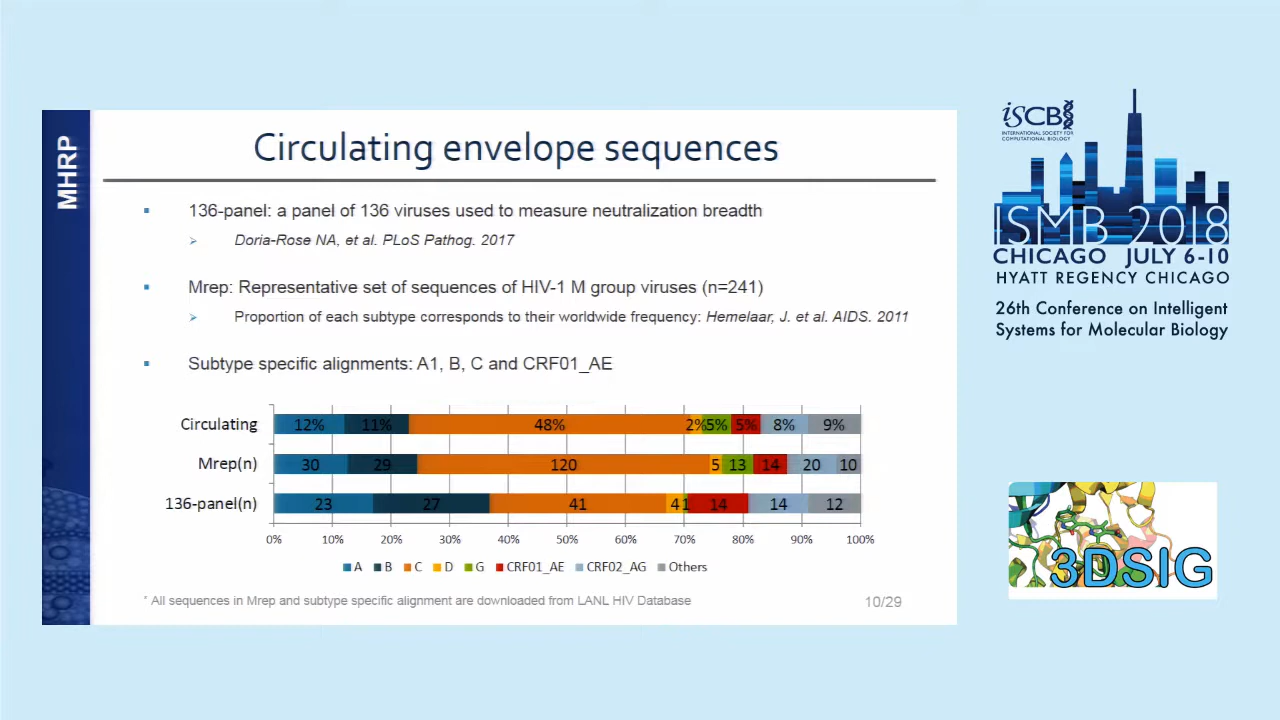 MHRP
Circulating envelope sequences
▪ 136-panel: a panel of 136 viruses used to measure neutralization breadth
➢ Doria-Rose NA, et al. PLoS Pathog. 2017
▪ Mrep: Representative set of sequences of HIV-1 M group viruses (n=241)
➢ Proportion of each subtype corresponds to their worldwide frequency: Hemelaar, J. et al. AIDS. 2011
▪ Subtype specific alignments: A1, B, C and CRF01_AE
Circulating 12% 11% 48% 2% 5% 5% 8% 9%
Mrep(n) 30 29 120 5 13 14 20 10
136-panel(n) 23 27 41 4 1 14 14 12
0% 10% 20% 30% 40% 50% 60% 70% 80% 90% 100%
A B C D G CRF01_AE CRF02_AG Others
* All sequences in Mrep and subtype specific alignment are downloaded from LANL HIV Database
10/29
iSCB
INTERNATIONAL SOCIETY FOR
COMPUTATIONAL BIOLOGY
ISMB 2018
CHICAGO JULY 6-10
HYATT REGENCY CHICAGO
26th Conference on Intelligent
Systems for Molecular Biology
3DSIG